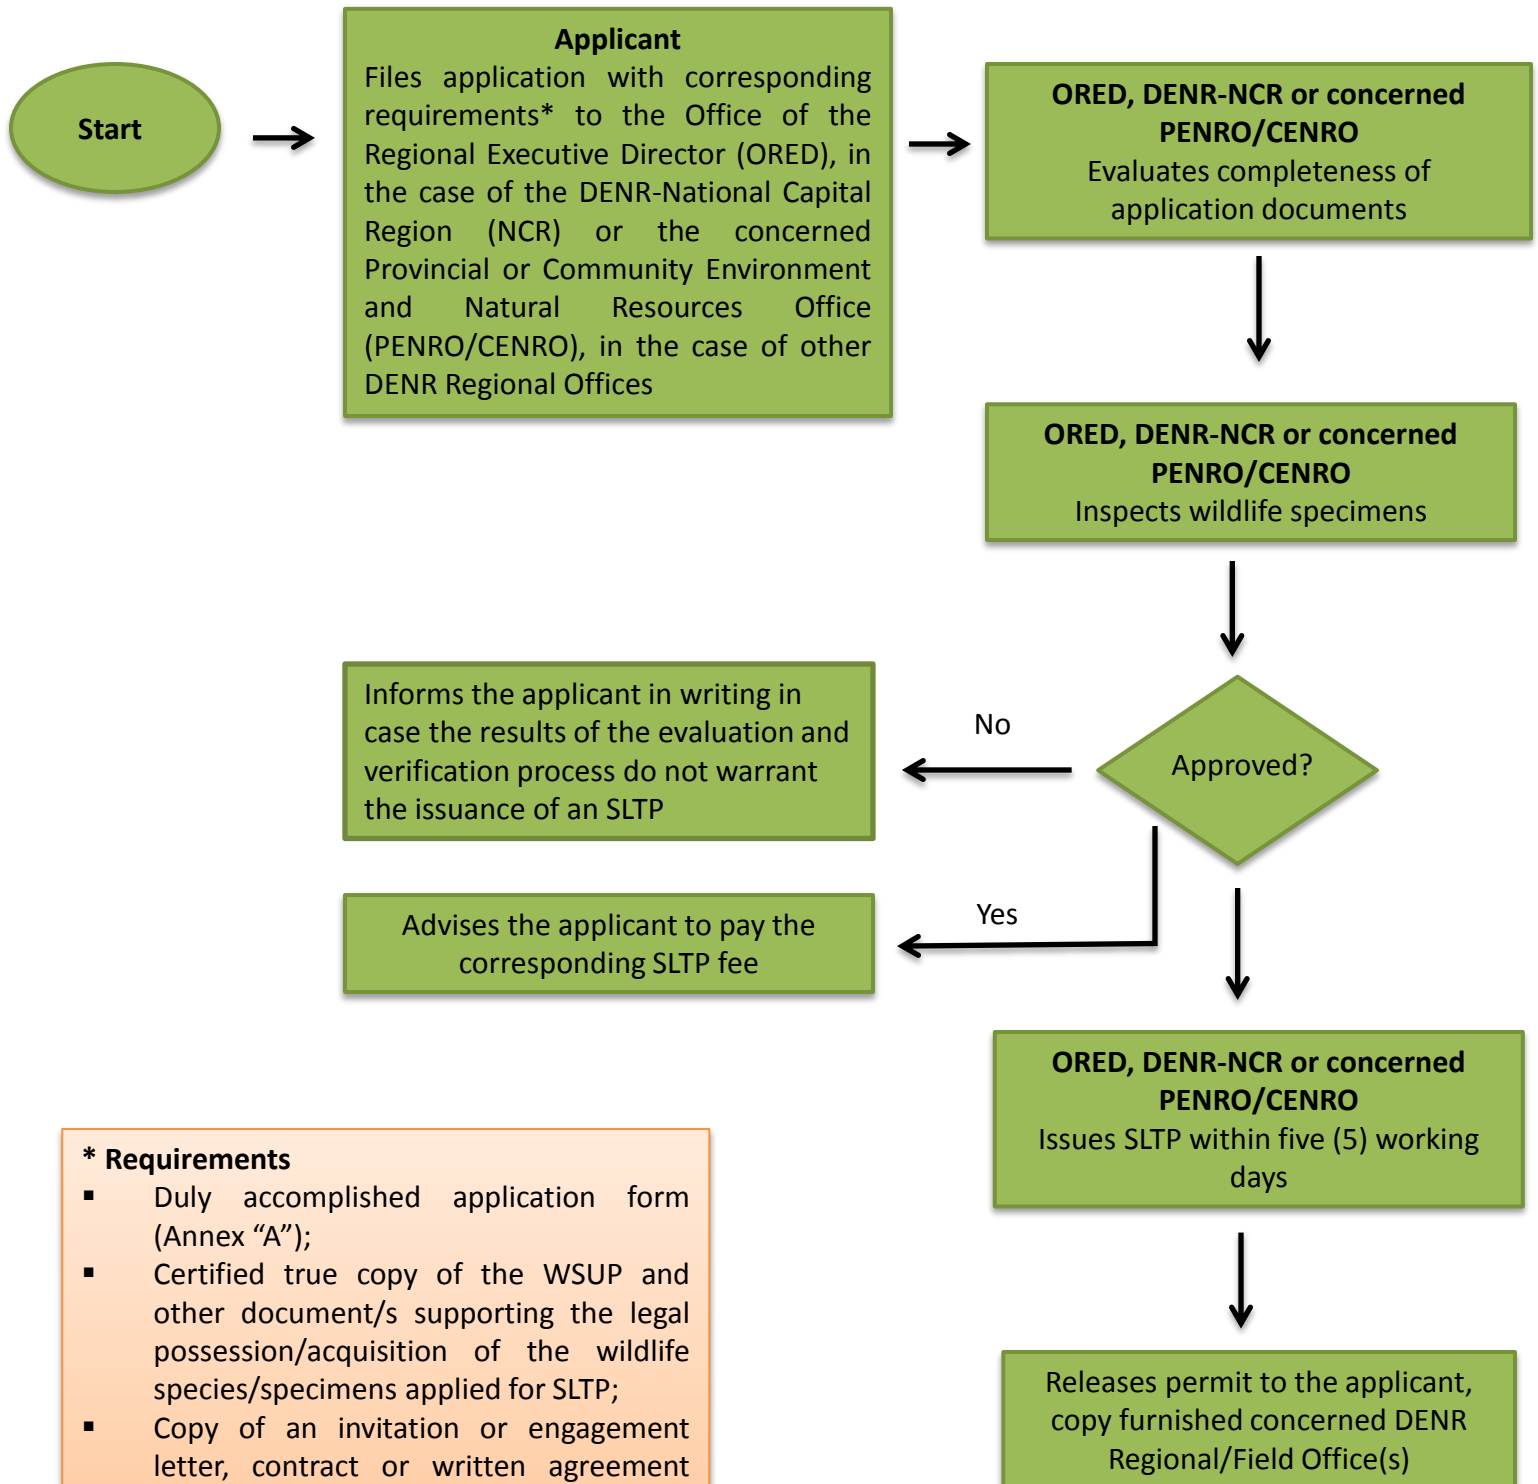 Start
Applicant
Files application with corresponding
requirements* to the Office of the
Regional Executive Director (ORED), in
the case of the DENR-National Capital
Region (NCR) or the concerned
Provincial or Community Environment
and Natural Resources Office
(PENRO/CENRO), in the case of other
DENR Regional Offices
ORED, DENR-NCR or concerned
PENRO/CENRO
Evaluates completeness of
application documents
ORED, DENR-NCR or concerned
PENRO/CENRO
Inspects wildlife specimens
Approved?
No
Informs the applicant in writing in
case the results of the evaluation and
verification process do not warrant
the issuance of an SLTP
Yes
Advises the applicant to pay the
corresponding SLTP fee
ORED, DENR-NCR or concerned
PENRO/CENRO
Issues SLTP within five (5) working
days
Releases permit to the applicant,
copy furnished concerned DENR
Regional/Field Office(s)
* Requirements
▪ Duly accomplished application form
(Annex “A”);
▪ Certified true copy of the WSUP and
other document/s supporting the legal
possession/acquisition of the wildlife
species/specimens applied for SLTP;
▪ Copy of an invitation or engagement
letter, contract or written agreement